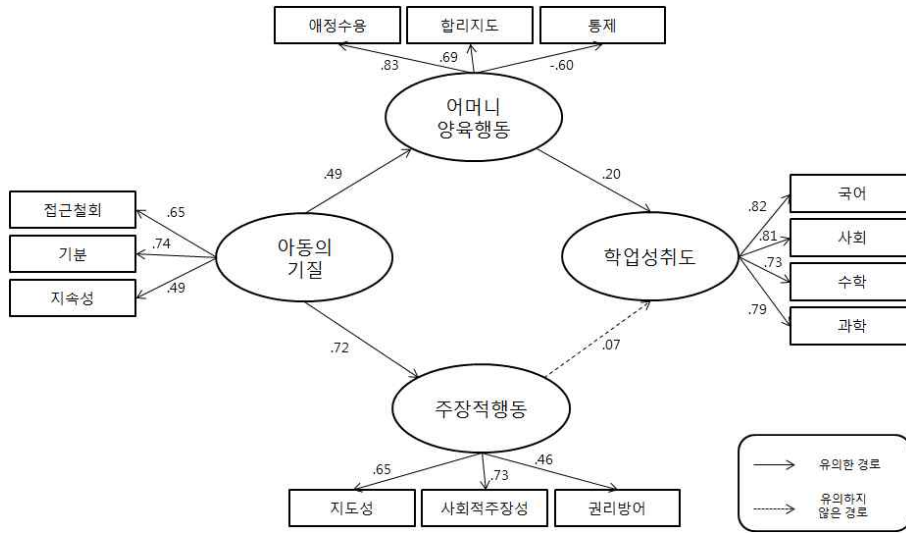 애정수용
합리지도
통제
.83
.69
-.60
어머니
양육행동
.49
.20
접근철회
기분
지속성
.65
.74
.49
아동의
기질
학업성취도
.82
.81
.73
.79
국어
사회
수학
과학
.72
.07
주장적행동
.65
.73
.46
지도성
사회적주장성
권리방어
유의한 경로
유의하지
않은 경로